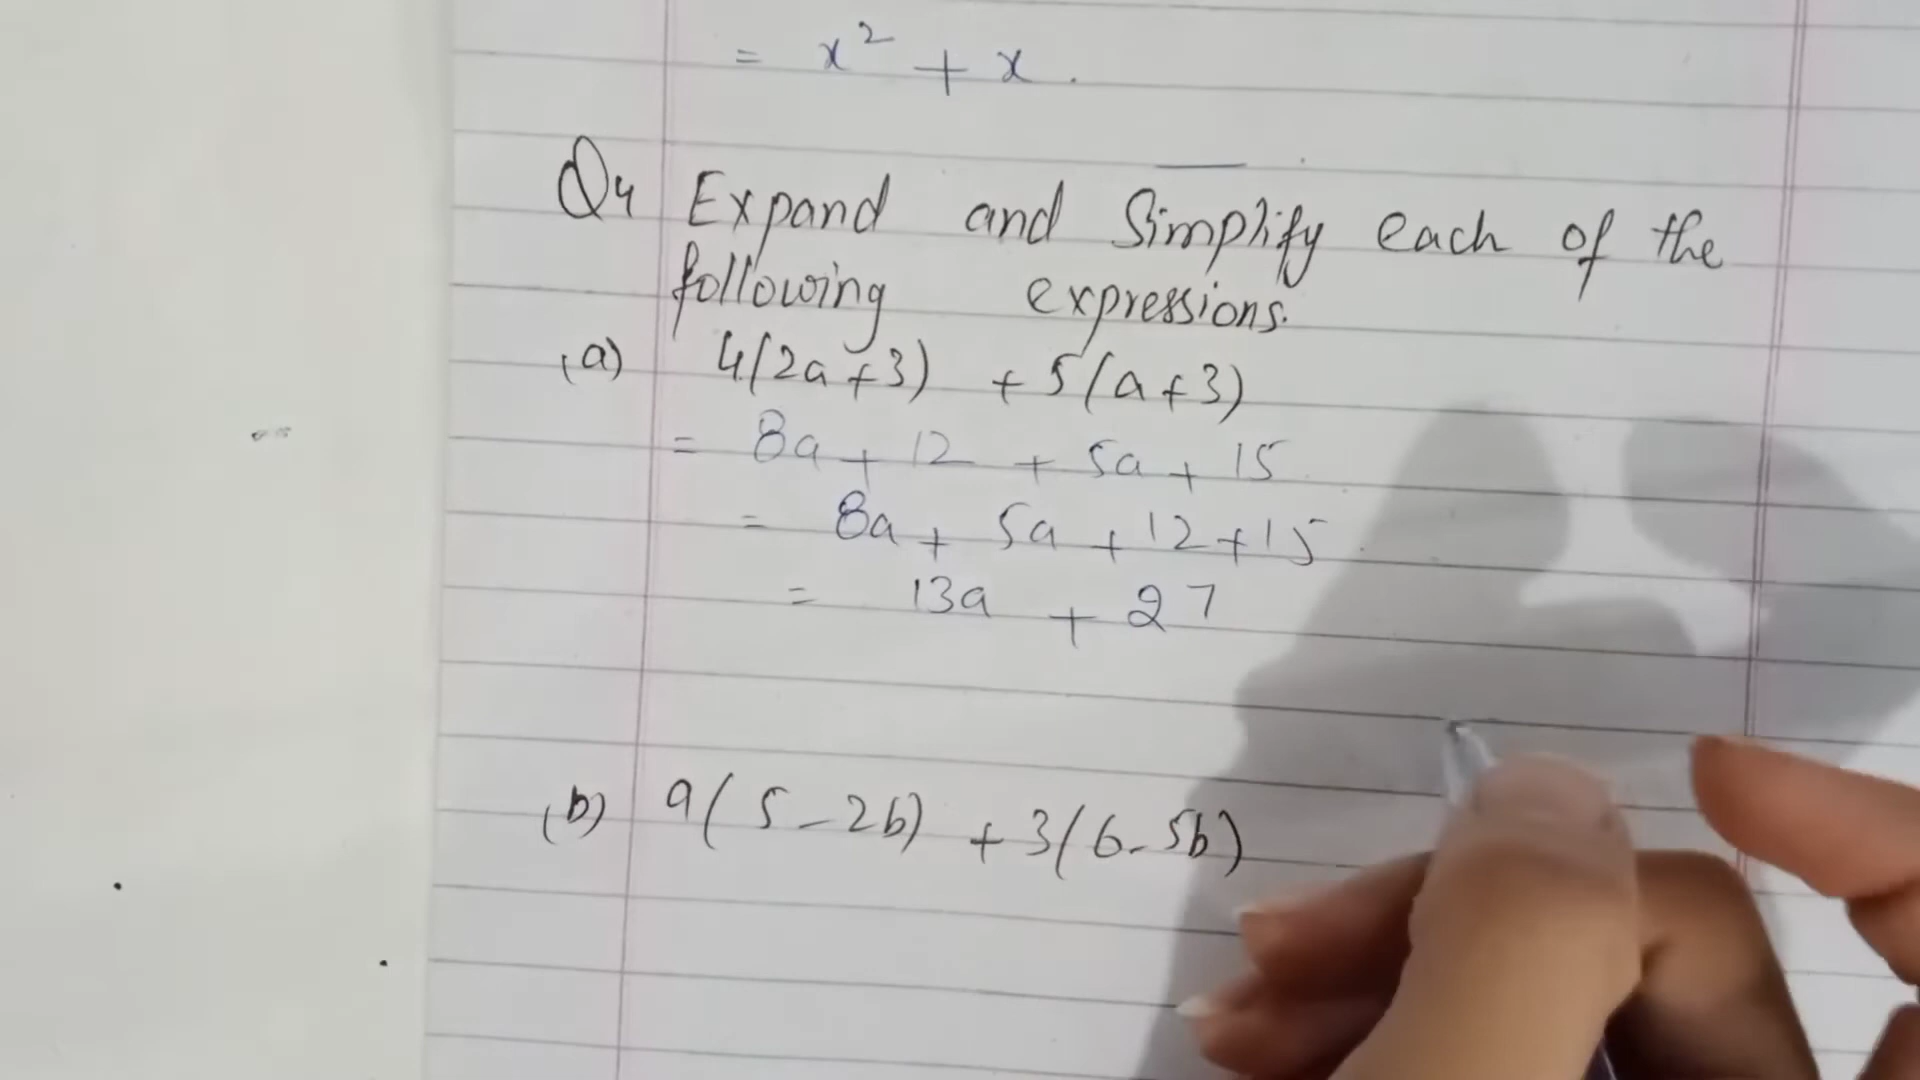 = x² + x.
Q4 Expand and Simplify each of the
following expressions.
(a) 4(2a+3) + 5(a+3)
= 8a + 12 + 5a + 15
= 8a + 5a + 12 + 15
= 13a + 27
(b) 9(5-2b) + 3(6-5b)